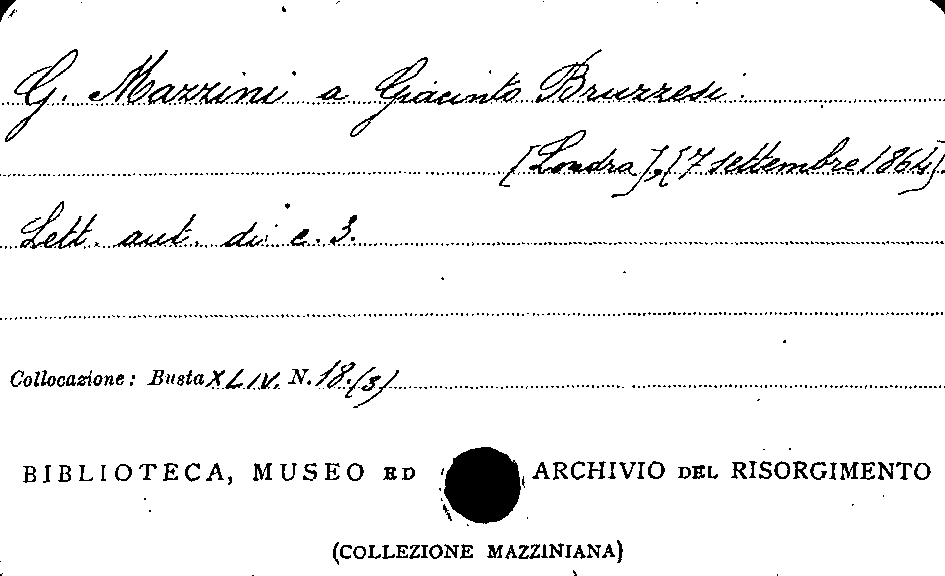 G. Mazzini a Giacinto Bruzzesi.
[Londra], [7 settembre 1864].
Lett. aut. di c. 3.
Collocazione: Busta XLIV. N. 18.(3)
BIBLIOTECA, MUSEO ED ARCHIVIO DEL RISORGIMENTO
(COLLEZIONE MAZZINIANA)